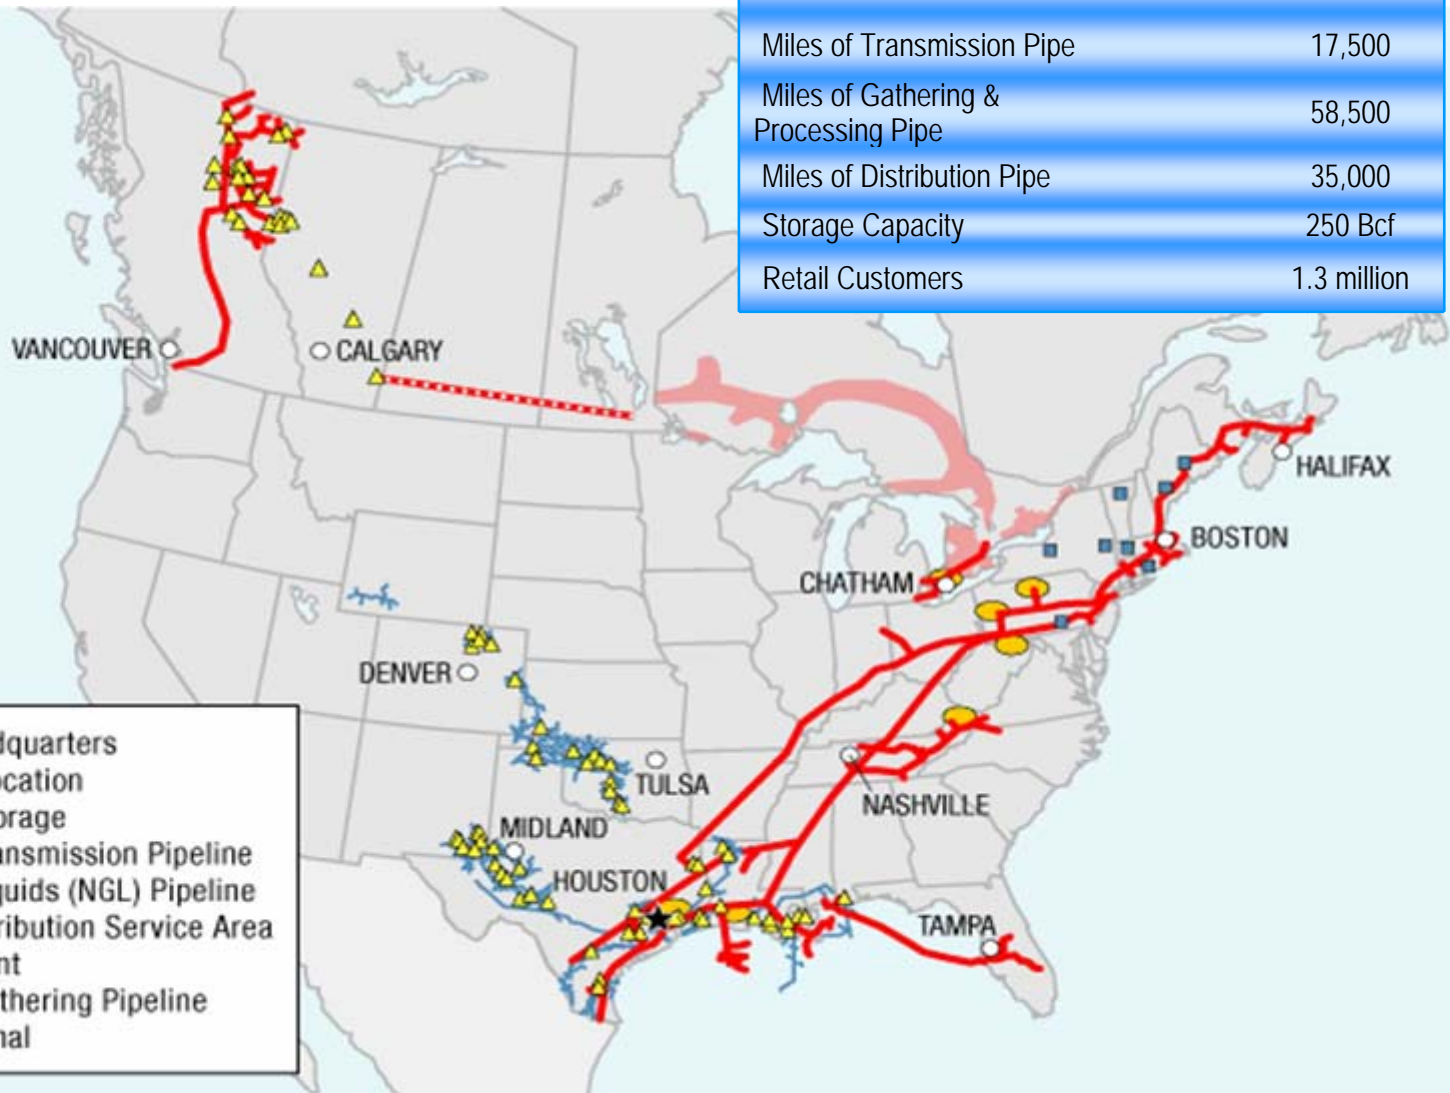 Miles of Transmission Pipe 17,500
Miles of Gathering &
Processing Pipe 58,500
Miles of Distribution Pipe 35,000
Storage Capacity 250 Bcf
Retail Customers 1.3 million
VANCOUVER
CALGARY
HALIFAX
BOSTON
CHATHAM
DENVER
TULSA
NASHVILLE
MIDLAND
HOUSTON
TAMPA
dquarters
ocation
orage
ansmission Pipeline
quids (NGL) Pipeline
ribution Service Area
nt
thering Pipeline
nal